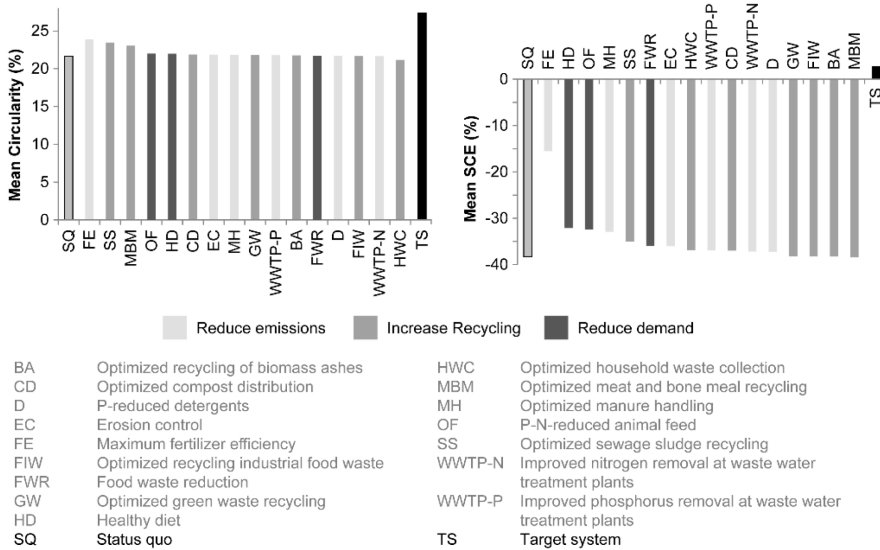 Mean Circularity (%)
30
25
20
15
10
5
0
SQ
FE
SS
MBM
OF
HD
CD
EC
MH
GW
WWTP-P
BA
FWR
D
FIW
WWTP-N
HWC
TS
Mean SCE (%)
SQ
FE
HD
OF
MH
SS
FWR
EC
HWC
WWTP-P
CD
WWTP-N
D
GW
FIW
BA
MBM
TS
0
-10
-20
-30
-40
Reduce emissions
Increase Recycling
Reduce demand
BA Optimized recycling of biomass ashes
CD Optimized compost distribution
D P-reduced detergents
EC Erosion control
FE Maximum fertilizer efficiency
FIW Optimized recycling industrial food waste
FWR Food waste reduction
GW Optimized green waste recycling
HD Healthy diet
SQ Status quo
HWC Optimized household waste collection
MBM Optimized meat and bone meal recycling
MH Optimized manure handling
OF P-N-reduced animal feed
SS Optimized sewage sludge recycling
WWTP-N Improved nitrogen removal at waste water
treatment plants
WWTP-P Improved phosphorus removal at waste water
treatment plants
TS Target system